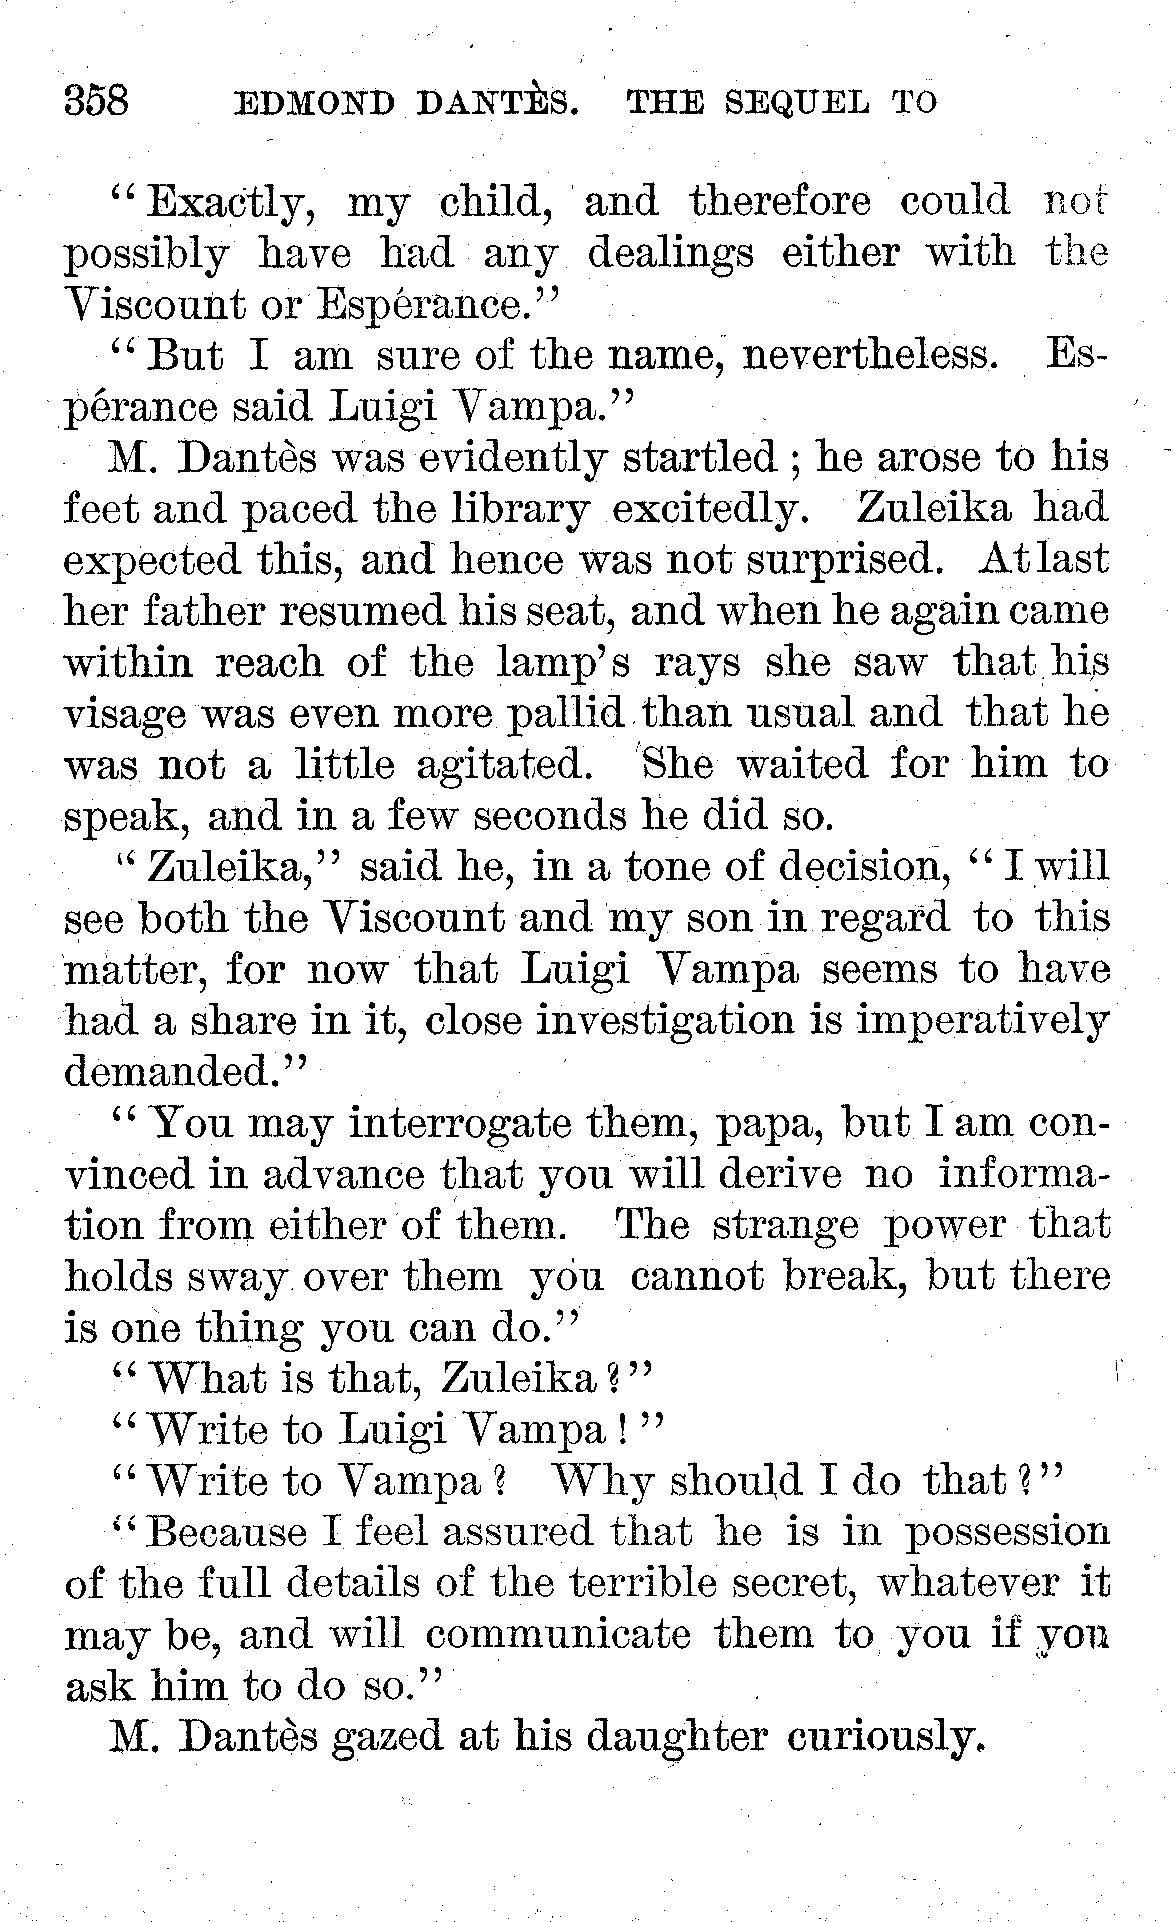 358 EDMOND DANTÈS. THE SEQUEL TO
"Exactly, my child, and therefore could not
possibly have had any dealings either with the
Viscount or Espérance."
"But I am sure of the name, nevertheless. Es-
pérance said Luigi Vampa."
M. Dantès was evidently startled; he arose to his
feet and paced the library excitedly. Zuleika had
expected this, and hence was not surprised. At last
her father resumed his seat, and when he again came
within reach of the lamp's rays she saw that his
visage was even more pallid than usual and that he
was not a little agitated. She waited for him to
speak, and in a few seconds he did so.
"Zuleika," said he, in a tone of decision, "I will
see both the Viscount and my son in regard to this
matter, for now that Luigi Vampa seems to have
had a share in it, close investigation is imperatively
demanded."
"You may interrogate them, papa, but I am con-
vinced in advance that you will derive no informa-
tion from either of them. The strange power that
holds sway over them you cannot break, but there
is one thing you can do."
"What is that, Zuleika?"
"Write to Luigi Vampa!"
"Write to Vampa? Why should I do that?"
"Because I feel assured that he is in possession
of the full details of the terrible secret, whatever it
may be, and will communicate them to you if you
ask him to do so."
M. Dantès gazed at his daughter curiously.